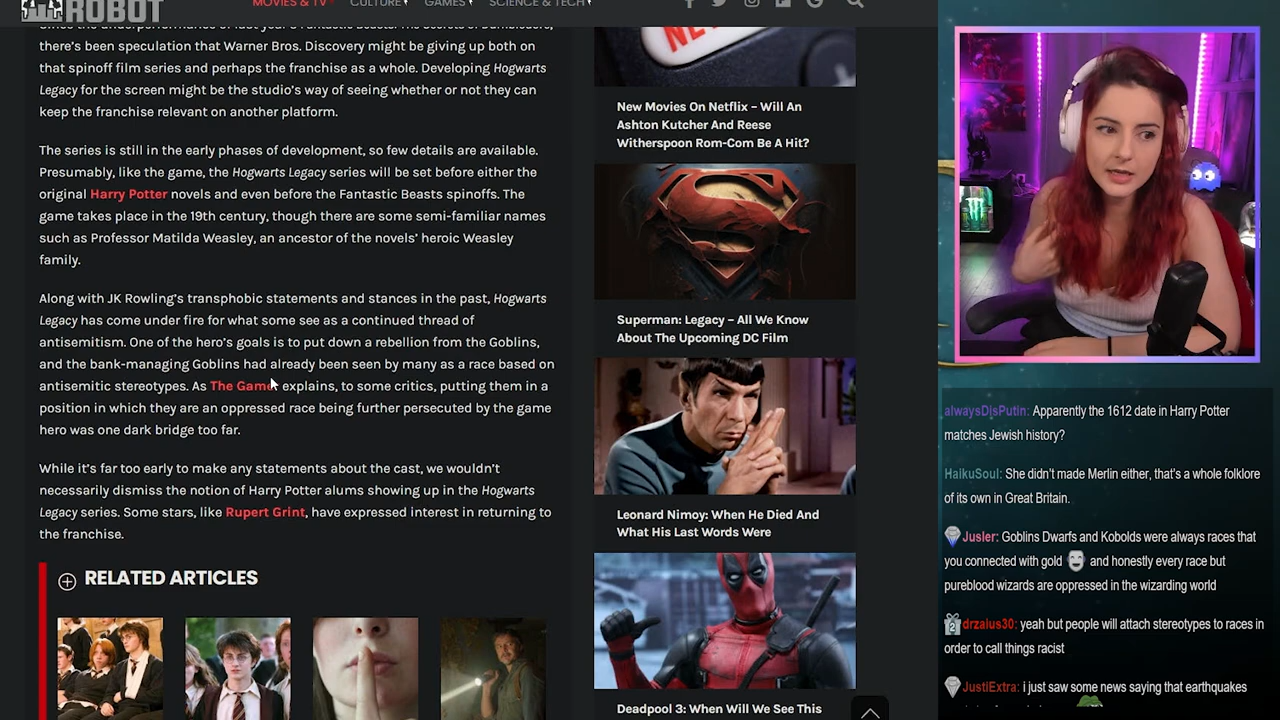 ROBOT
MOVIES & TV
CULTURE
GAMES
SCIENCE & TECH
there's been speculation that Warner Bros. Discovery might be giving up both on
that spinoff film series and perhaps the franchise as a whole. Developing Hogwarts
Legacy for the screen might be the studio's way of seeing whether or not they can
keep the franchise relevant on another platform.
The series is still in the early phases of development, so few details are available.
Presumably, like the game, the Hogwarts Legacy series will be set before either the
original Harry Potter novels and even before the Fantastic Beasts spinoffs. The
game takes place in the 19th century, though there are some semi-familiar names
such as Professor Matilda Weasley, an ancestor of the novels' heroic Weasley
family.
Along with JK Rowling's transphobic statements and stances in the past, Hogwarts
Legacy has come under fire for what some see as a continued thread of
antisemitism. One of the hero's goals is to put down a rebellion from the Goblins,
and the bank-managing Goblins had already been seen by many as a race based on
antisemitic stereotypes. As The Game explains, to some critics, putting them in a
position in which they are an oppressed race being further persecuted by the game
hero was one dark bridge too far.
While it's far too early to make any statements about the cast, we wouldn't
necessarily dismiss the notion of Harry Potter alums showing up in the Hogwarts
Legacy series. Some stars, like Rupert Grint, have expressed interest in returning to
the franchise.
RELATED ARTICLES
New Movies On Netflix – Will An
Ashton Kutcher And Reese
Witherspoon Rom-Com Be A Hit?
Superman: Legacy – All We Know
About The Upcoming DC Film
Leonard Nimoy: When He Died And
What His Last Words Were
Deadpool 3: When Will We See This
alwaysDisPutin: Apparently the 1612 date in Harry Potter
matches Jewish history?
HaikuSoul: She didn't made Merlin either, that's a whole folklore
of its own in Great Britain.
Jusler: Goblins Dwarfs and Kobolds were always races that
you connected with gold and honestly every race but
pureblood wizards are oppressed in the wizarding world
2 drzaius30: yeah but people will attach stereotypes to races in
order to call things racist
JustiExtra: i just saw some news saying that earthquakes